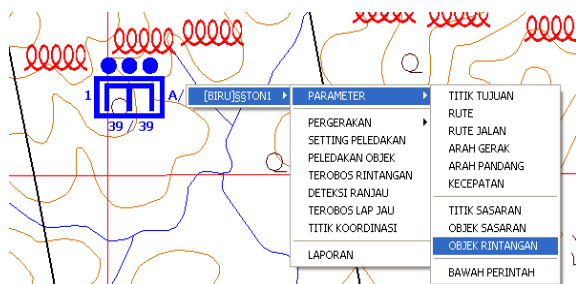 1
A/
39 / 39
[BIRU]§§TON1
PARAMETER
PERGERAKAN
SETTING PELEDAKAN
PELEDAKAN OBJEK
TEROBOS RINTANGAN
DETEKSI RANJAU
TEROBOS LAP JAU
TITIK KOORDINASI
LAPORAN
TITIK TUJUAN
RUTE
RUTE JALAN
ARAH GERAK
ARAH PANDANG
KECEPATAN
TITIK SASARAN
OBJEK SASARAN
OBJEK RINTANGAN
BAWAH PERINTAH